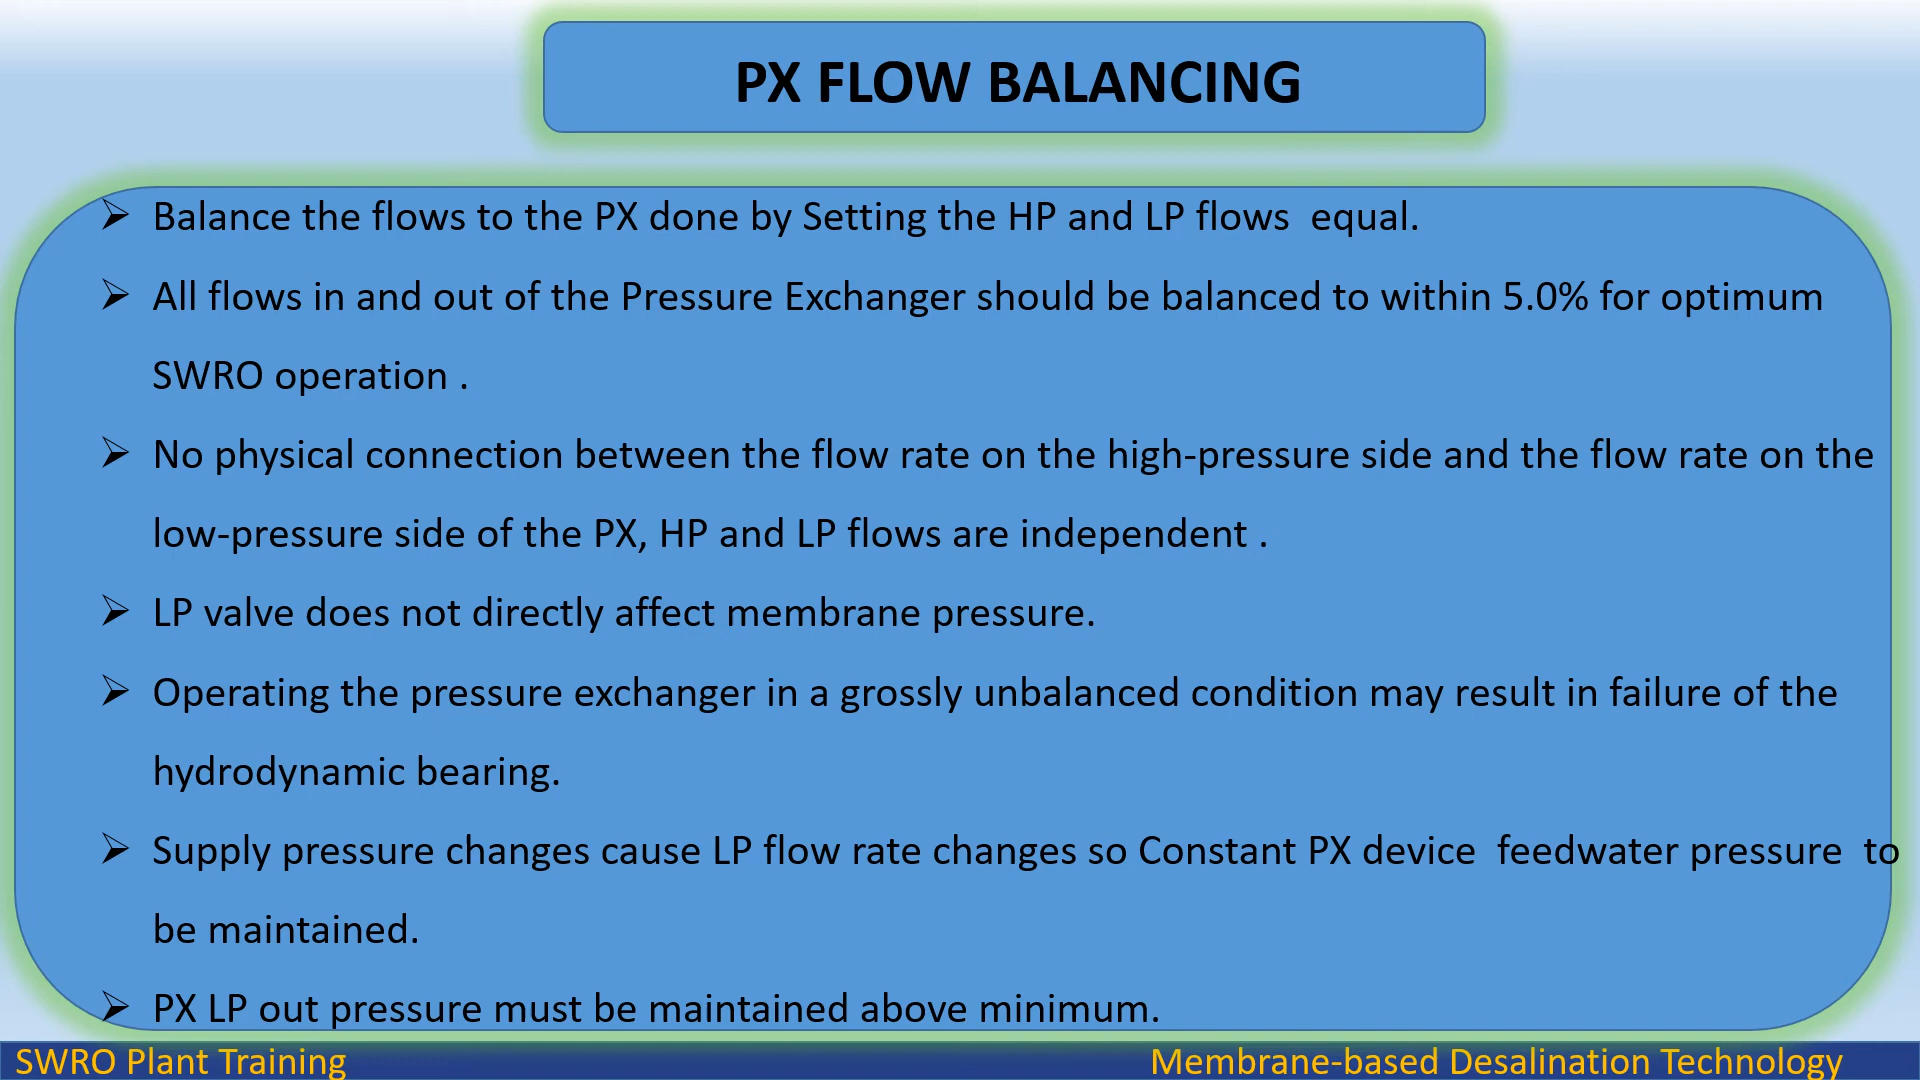 PX FLOW BALANCING
➢ Balance the flows to the PX done by Setting the HP and LP flows  equal.
➢ All flows in and out of the Pressure Exchanger should be balanced to within 5.0% for optimum
SWRO operation .
➢ No physical connection between the flow rate on the high-pressure side and the flow rate on the
low-pressure side of the PX, HP and LP flows are independent .
➢ LP valve does not directly affect membrane pressure.
➢ Operating the pressure exchanger in a grossly unbalanced condition may result in failure of the
hydrodynamic bearing.
➢ Supply pressure changes cause LP flow rate changes so Constant PX device  feedwater pressure  to
be maintained.
➢ PX LP out pressure must be maintained above minimum.
SWRO Plant Training
Membrane-based Desalination Technology